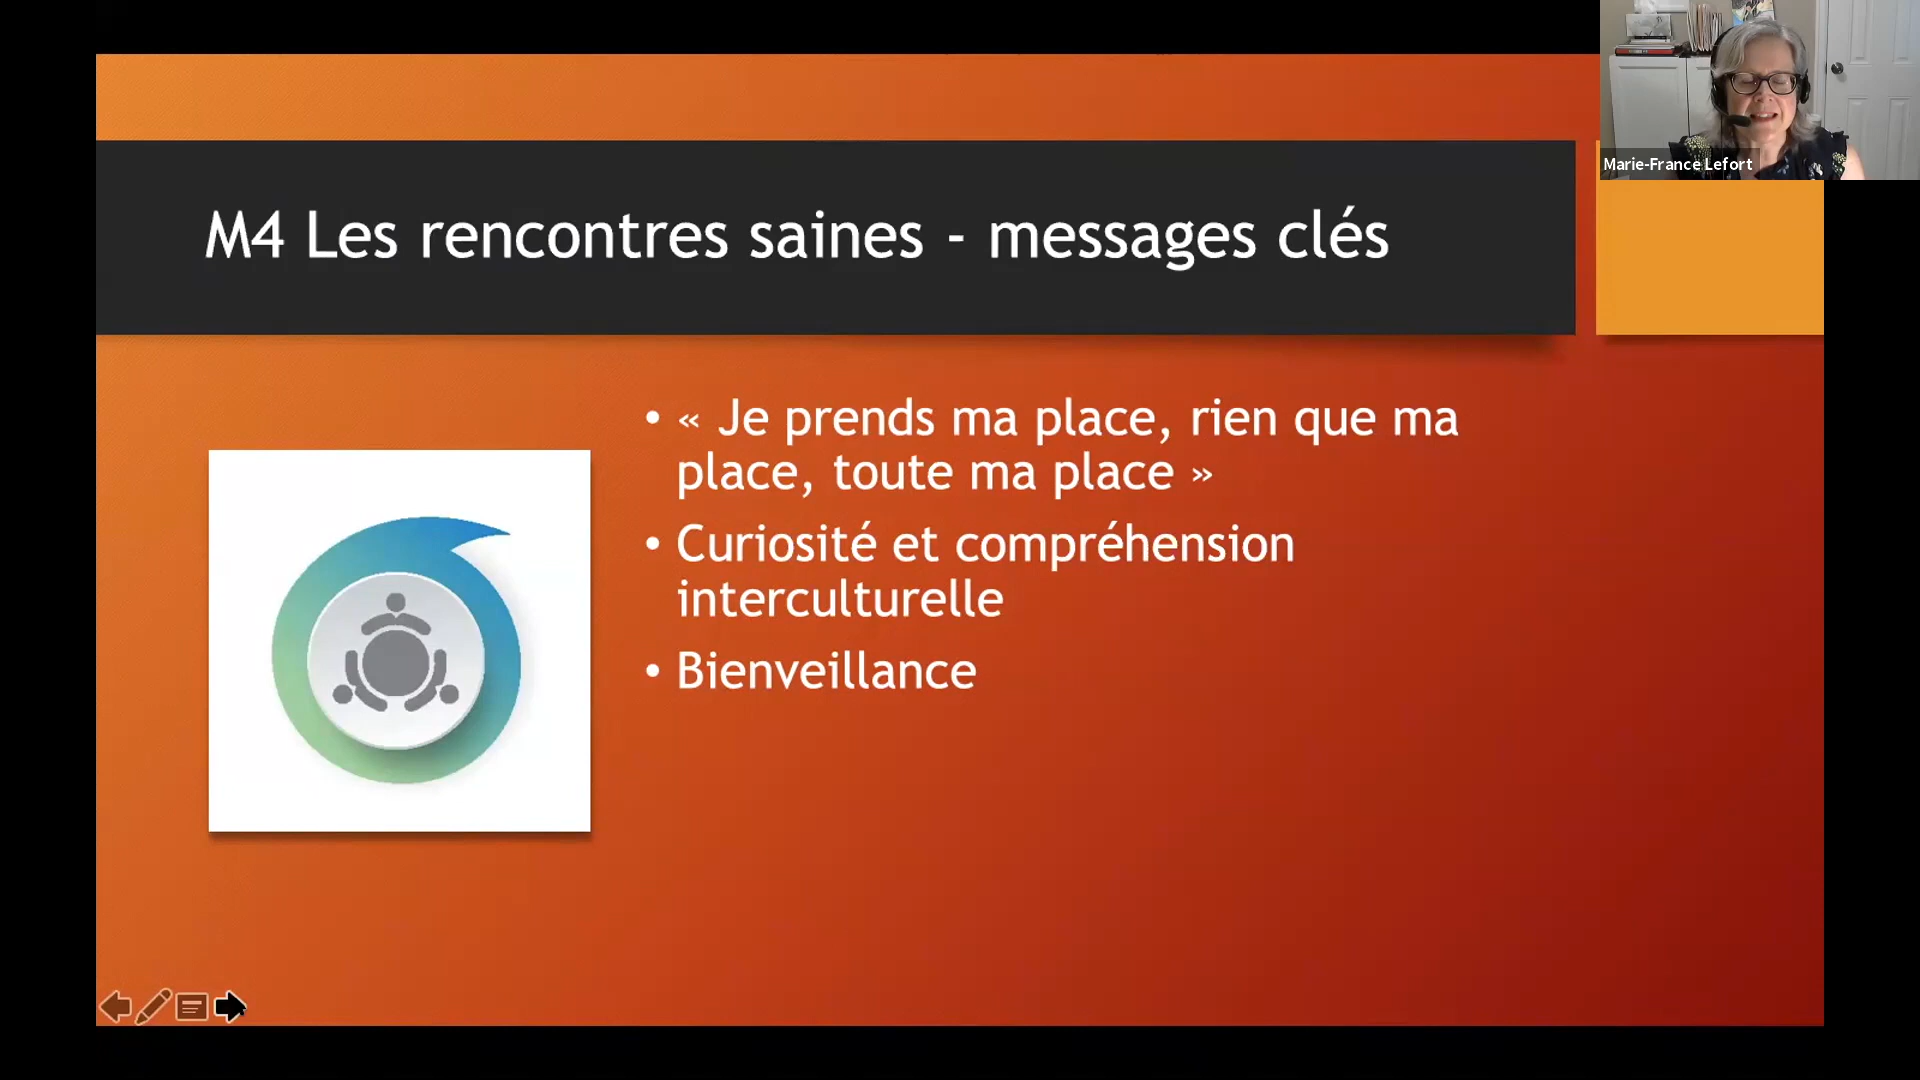 Marie-France Lefort
M4 Les rencontres saines - messages clés
• « Je prends ma place, rien que ma
place, toute ma place »
• Curiosité et compréhension
interculturelle
• Bienveillance